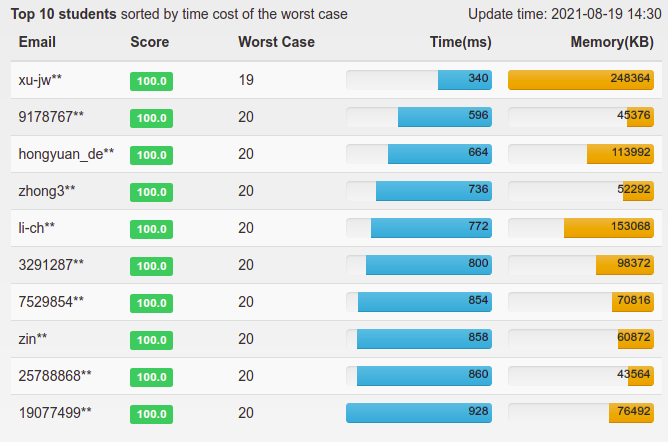 Top 10 students sorted by time cost of the worst case Update time: 2021-08-19 14:30
Email Score Worst Case Time(ms) Memory(KB)
xu-jw** 100.0 19 340 248364
9178767** 100.0 20 596 45376
hongyuan_de** 100.0 20 664 113992
zhong3** 100.0 20 736 52292
li-ch** 100.0 20 772 153068
3291287** 100.0 20 800 98372
7529854** 100.0 20 854 70816
zin** 100.0 20 858 60872
25788868** 100.0 20 860 43564
19077499** 100.0 20 928 76492